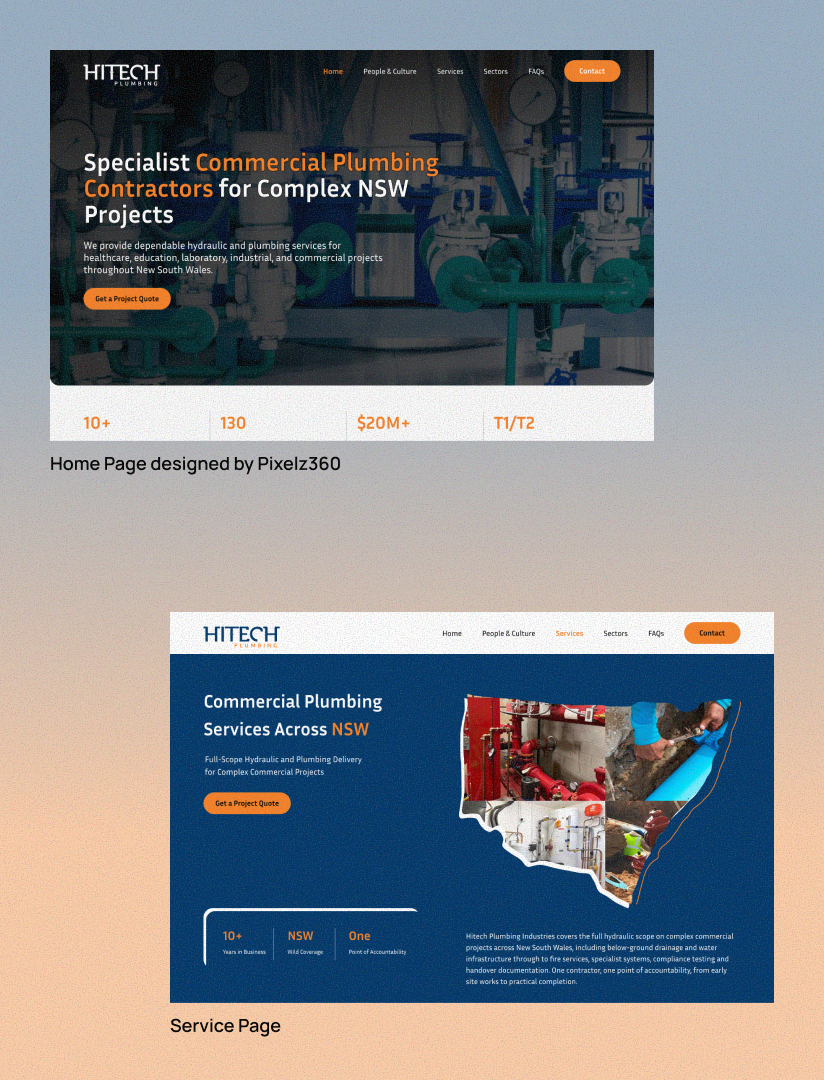 HITECH
PLUMBING
Home People & Culture Services Sectors FAQs Contact
Specialist Commercial Plumbing
Contractors for Complex NSW
Projects
We provide dependable hydraulic and plumbing services for
healthcare, education, laboratory, industrial, and commercial projects
throughout New South Wales.
Get a Project Quote
10+ 130 $20M+ T1/T2
Home Page designed by Pixelz360
HITECH
PLUMBING
Home People & Culture Services Sectors FAQs Contact
Commercial Plumbing
Services Across NSW
Full-Scope Hydraulic and Plumbing Delivery
for Complex Commercial Projects
Get a Project Quote
10+ NSW One
Years in Business Wild Coverage Point of Accountability
Hitech Plumbing Industries covers the full hydraulic scope on complex commercial
projects across New South Wales, including below-ground drainage and water
infrastructure through to fire services, specialist systems, compliance testing and
handover documentation. One contractor, one point of accountability, from early
site works to practical completion.
Service Page